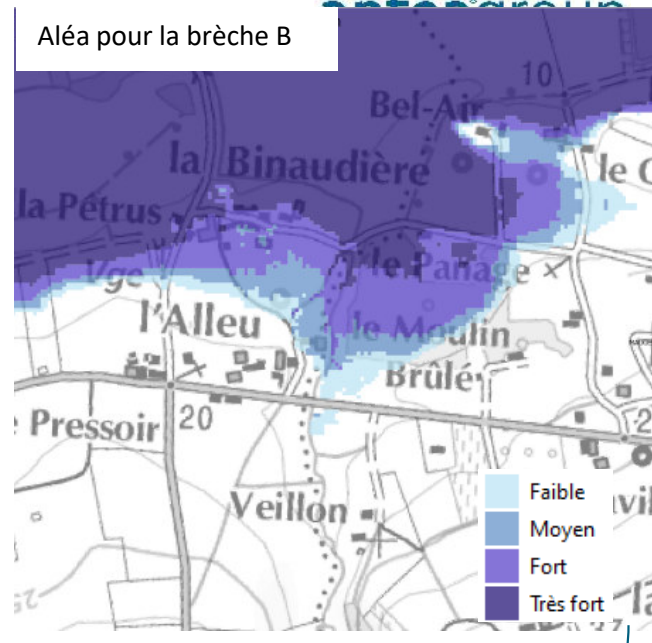 Aléa pour la brèche B
10
Bel-Air
la Binaudière
le C
la Pétrus
Vge
le Panage
l'Alleu
le Moulin
Brûlé
20
Pressoir
Veillon
25
Faible
Moyen
Fort
Très fort